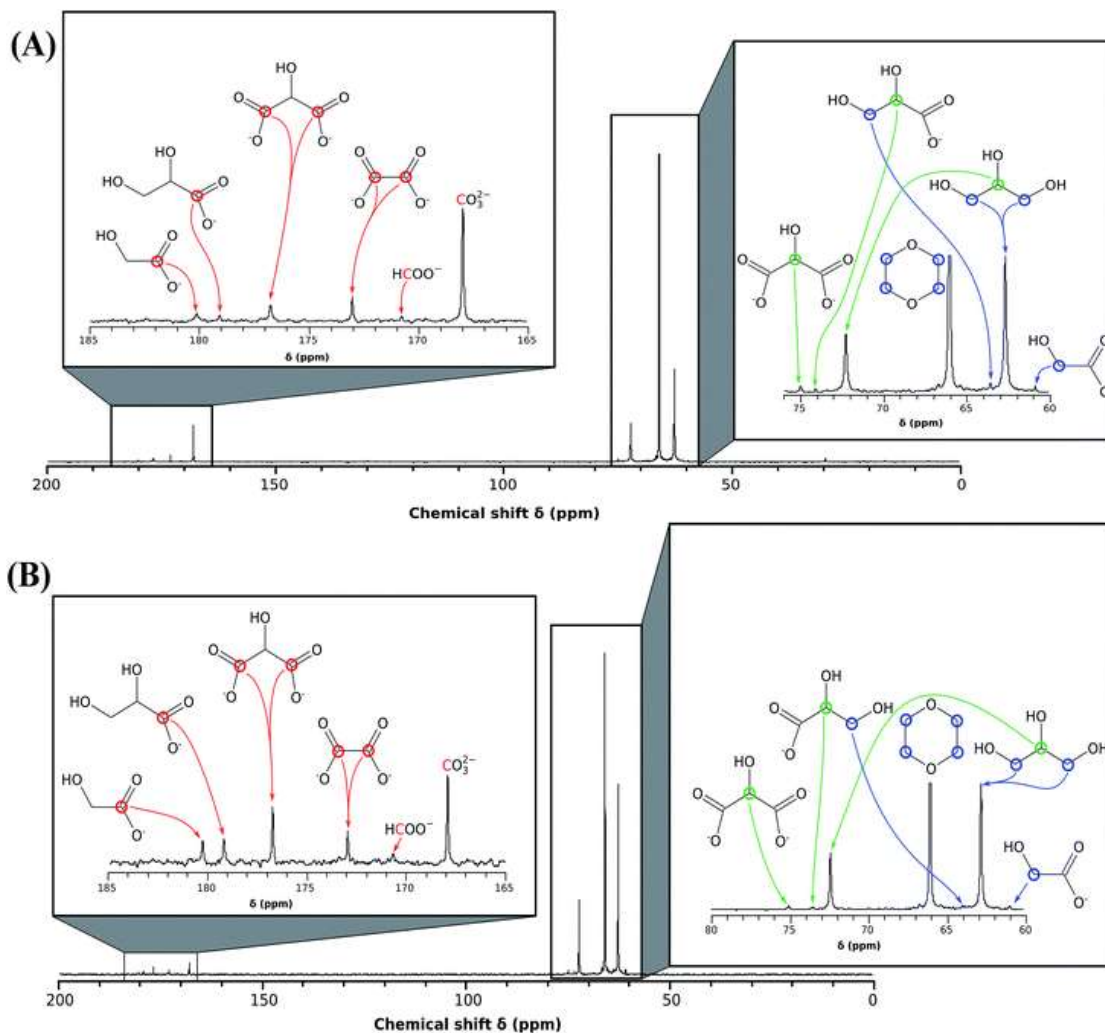 (A)
HO
O O
-O O-
HO
HO O
O-
HO O
O-
O O
-O O-
HCOO⁻
CO₃²⁻
185 180 175 170 165
δ (ppm)
OH
HO
O
O-
HO
HO OH
HO
O O
-O O-
O
O
HO
O
75 70 65 60
δ (ppm)
200 150 100 50 0
Chemical shift δ (ppm)
(B)
HO
O O
-O O-
HO
HO O
O-
HO O
O-
O O
-O O-
HCOO⁻
CO₃²⁻
185 180 175 170 165
δ (ppm)
OH
OH
O
-O
HO
O O
-O O-
O
O
HO
HO OH
HO O
O-
80 75 70 65 60
δ (ppm)
200 150 100 50 0
Chemical shift δ (ppm)